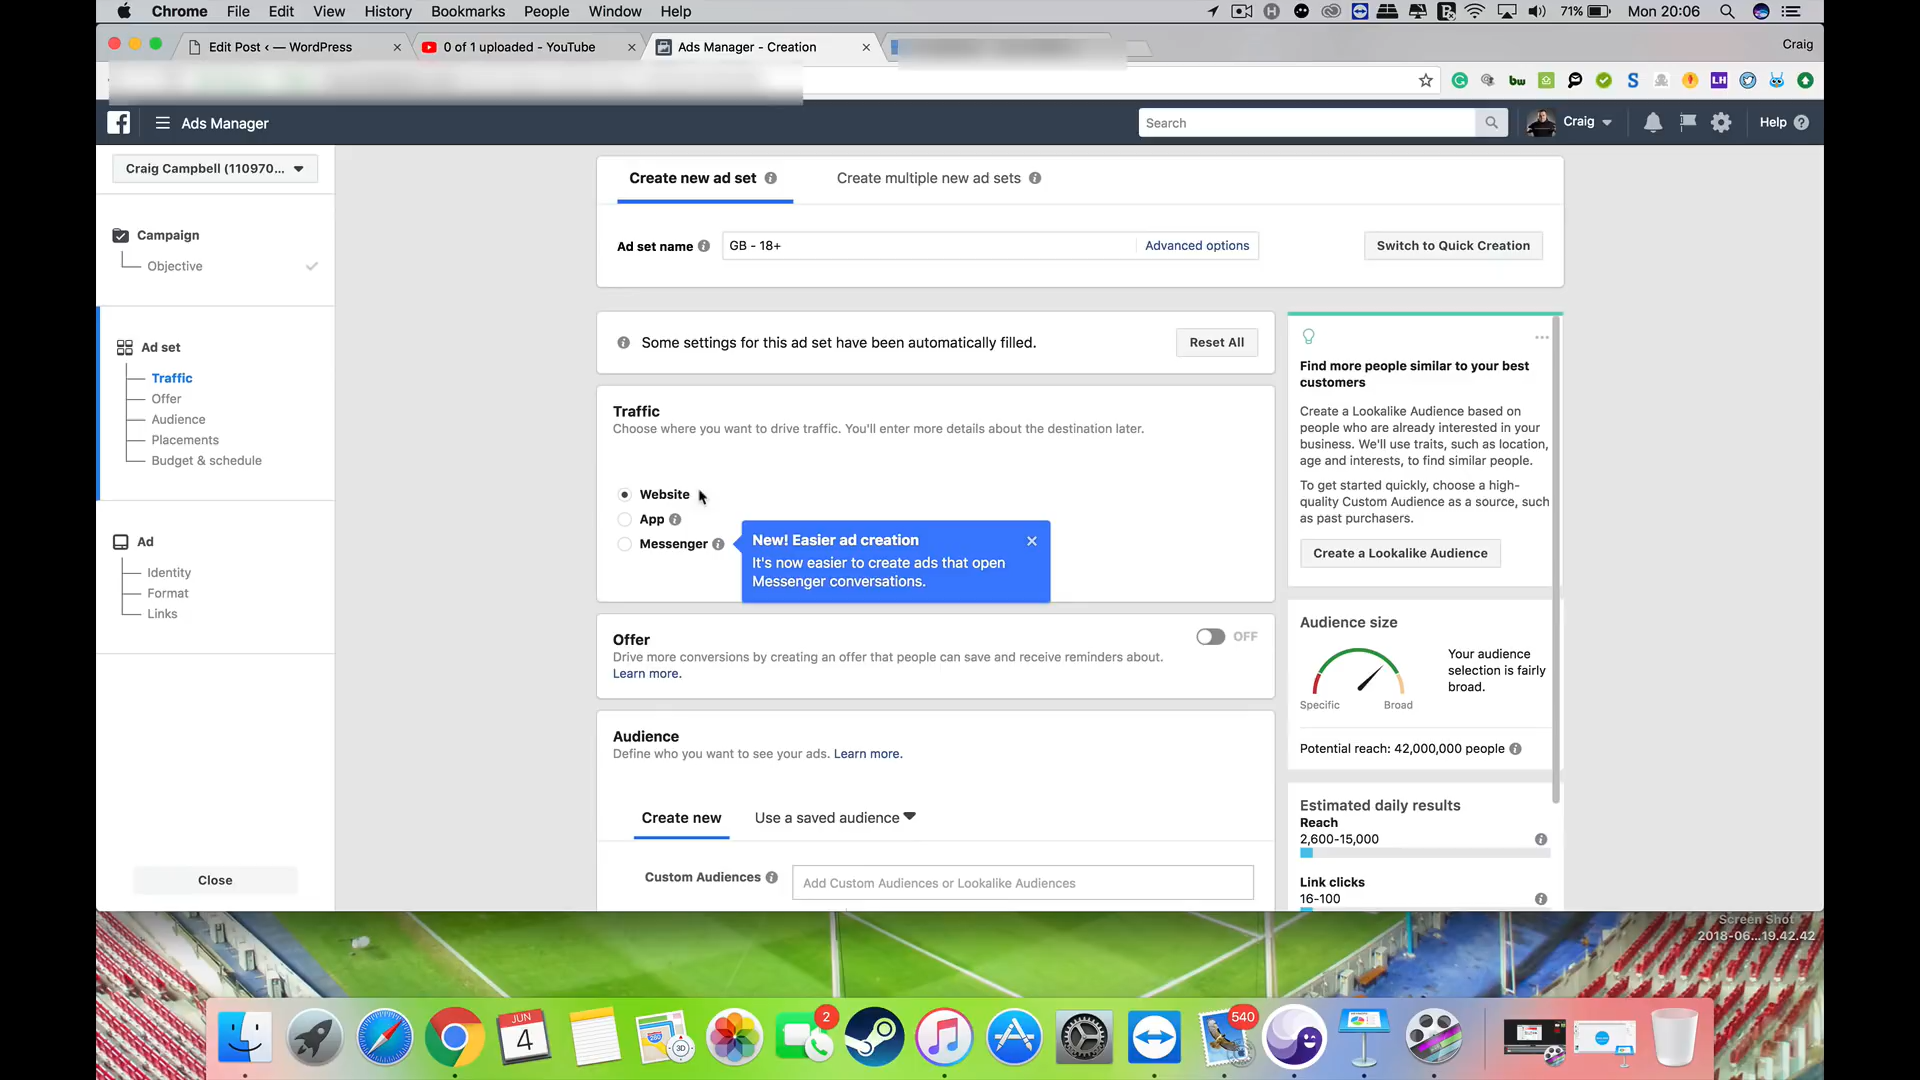 Chrome File Edit View History Bookmarks People Window Help
71% Mon 20:06
Edit Post ‹ — WordPress
0 of 1 uploaded - YouTube
Ads Manager - Creation
Craig
Ads Manager
Search
Craig
Help
Craig Campbell (110970...
Campaign
Objective
Ad set
Traffic
Offer
Audience
Placements
Budget & schedule
Ad
Identity
Format
Links
Close
Create new ad set
Create multiple new ad sets
Ad set name
GB - 18+
Advanced options
Switch to Quick Creation
Some settings for this ad set have been automatically filled.
Reset All
Traffic
Choose where you want to drive traffic. You'll enter more details about the destination later.
Website
App
Messenger
New! Easier ad creation
It's now easier to create ads that open
Messenger conversations.
Offer
OFF
Drive more conversions by creating an offer that people can save and receive reminders about.
Learn more.
Audience
Define who you want to see your ads. Learn more.
Create new
Use a saved audience
Custom Audiences
Add Custom Audiences or Lookalike Audiences
Find more people similar to your best
customers
Create a Lookalike Audience based on
people who are already interested in your
business. We'll use traits, such as location,
age and interests, to find similar people.
To get started quickly, choose a high-
quality Custom Audience as a source, such
as past purchasers.
Create a Lookalike Audience
Audience size
Your audience
selection is fairly
broad.
Specific
Broad
Potential reach: 42,000,000 people
Estimated daily results
Reach
2,600-15,000
Link clicks
16-100
Screen Shot
2018-06...19.42.42
JUN
4
3D
2
540
bw
S
LH